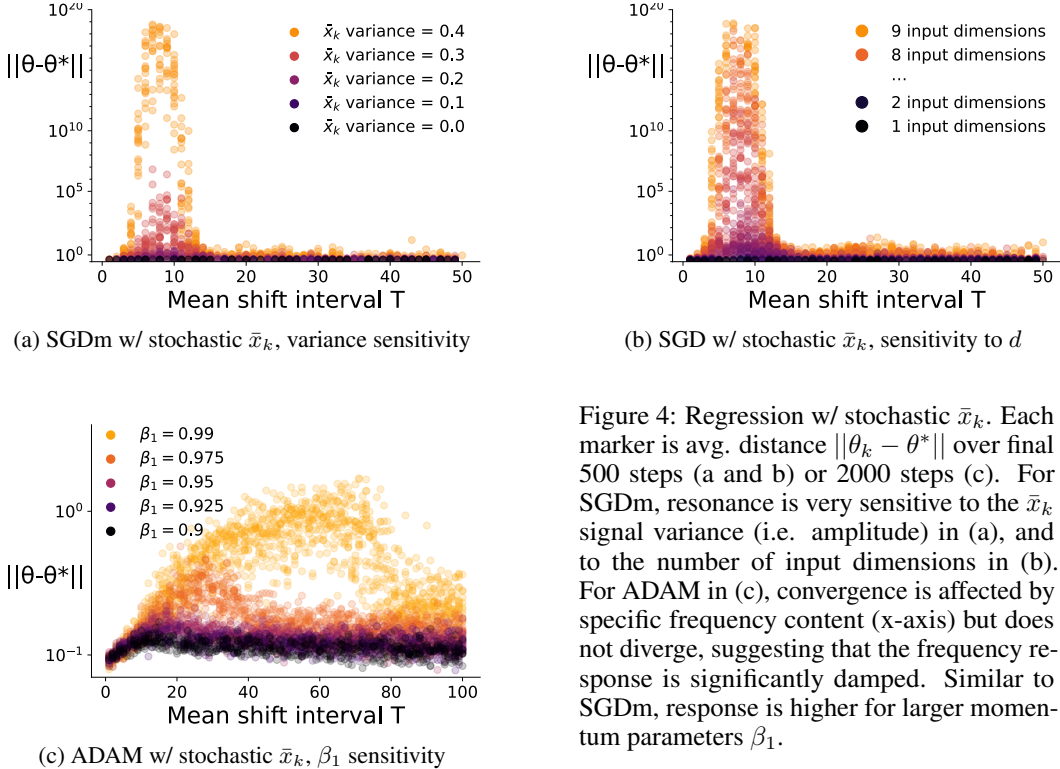 10^20
||θ-θ*||
10^10
10^5
10^0
x̄_k variance = 0.4
x̄_k variance = 0.3
x̄_k variance = 0.2
x̄_k variance = 0.1
x̄_k variance = 0.0
0 10 20 30 40 50
Mean shift interval T
(a) SGDm w/ stochastic x̄_k, variance sensitivity
10^20
||θ-θ*||
10^10
10^5
10^0
9 input dimensions
8 input dimensions
...
2 input dimensions
1 input dimensions
0 10 20 30 40 50
Mean shift interval T
(b) SGD w/ stochastic x̄_k, sensitivity to d
β_1 = 0.99
β_1 = 0.975
β_1 = 0.95
β_1 = 0.925
β_1 = 0.9
10^0
||θ-θ*||
10^-1
0 20 40 60 80 100
Mean shift interval T
(c) ADAM w/ stochastic x̄_k, β_1 sensitivity
Figure 4: Regression w/ stochastic x̄_k. Each
marker is avg. distance ||θ_k − θ*|| over final
500 steps (a and b) or 2000 steps (c). For
SGDm, resonance is very sensitive to the x̄_k
signal variance (i.e. amplitude) in (a), and
to the number of input dimensions in (b).
For ADAM in (c), convergence is affected by
specific frequency content (x-axis) but does
not diverge, suggesting that the frequency re-
sponse is significantly damped. Similar to
SGDm, response is higher for larger momen-
tum parameters β_1.